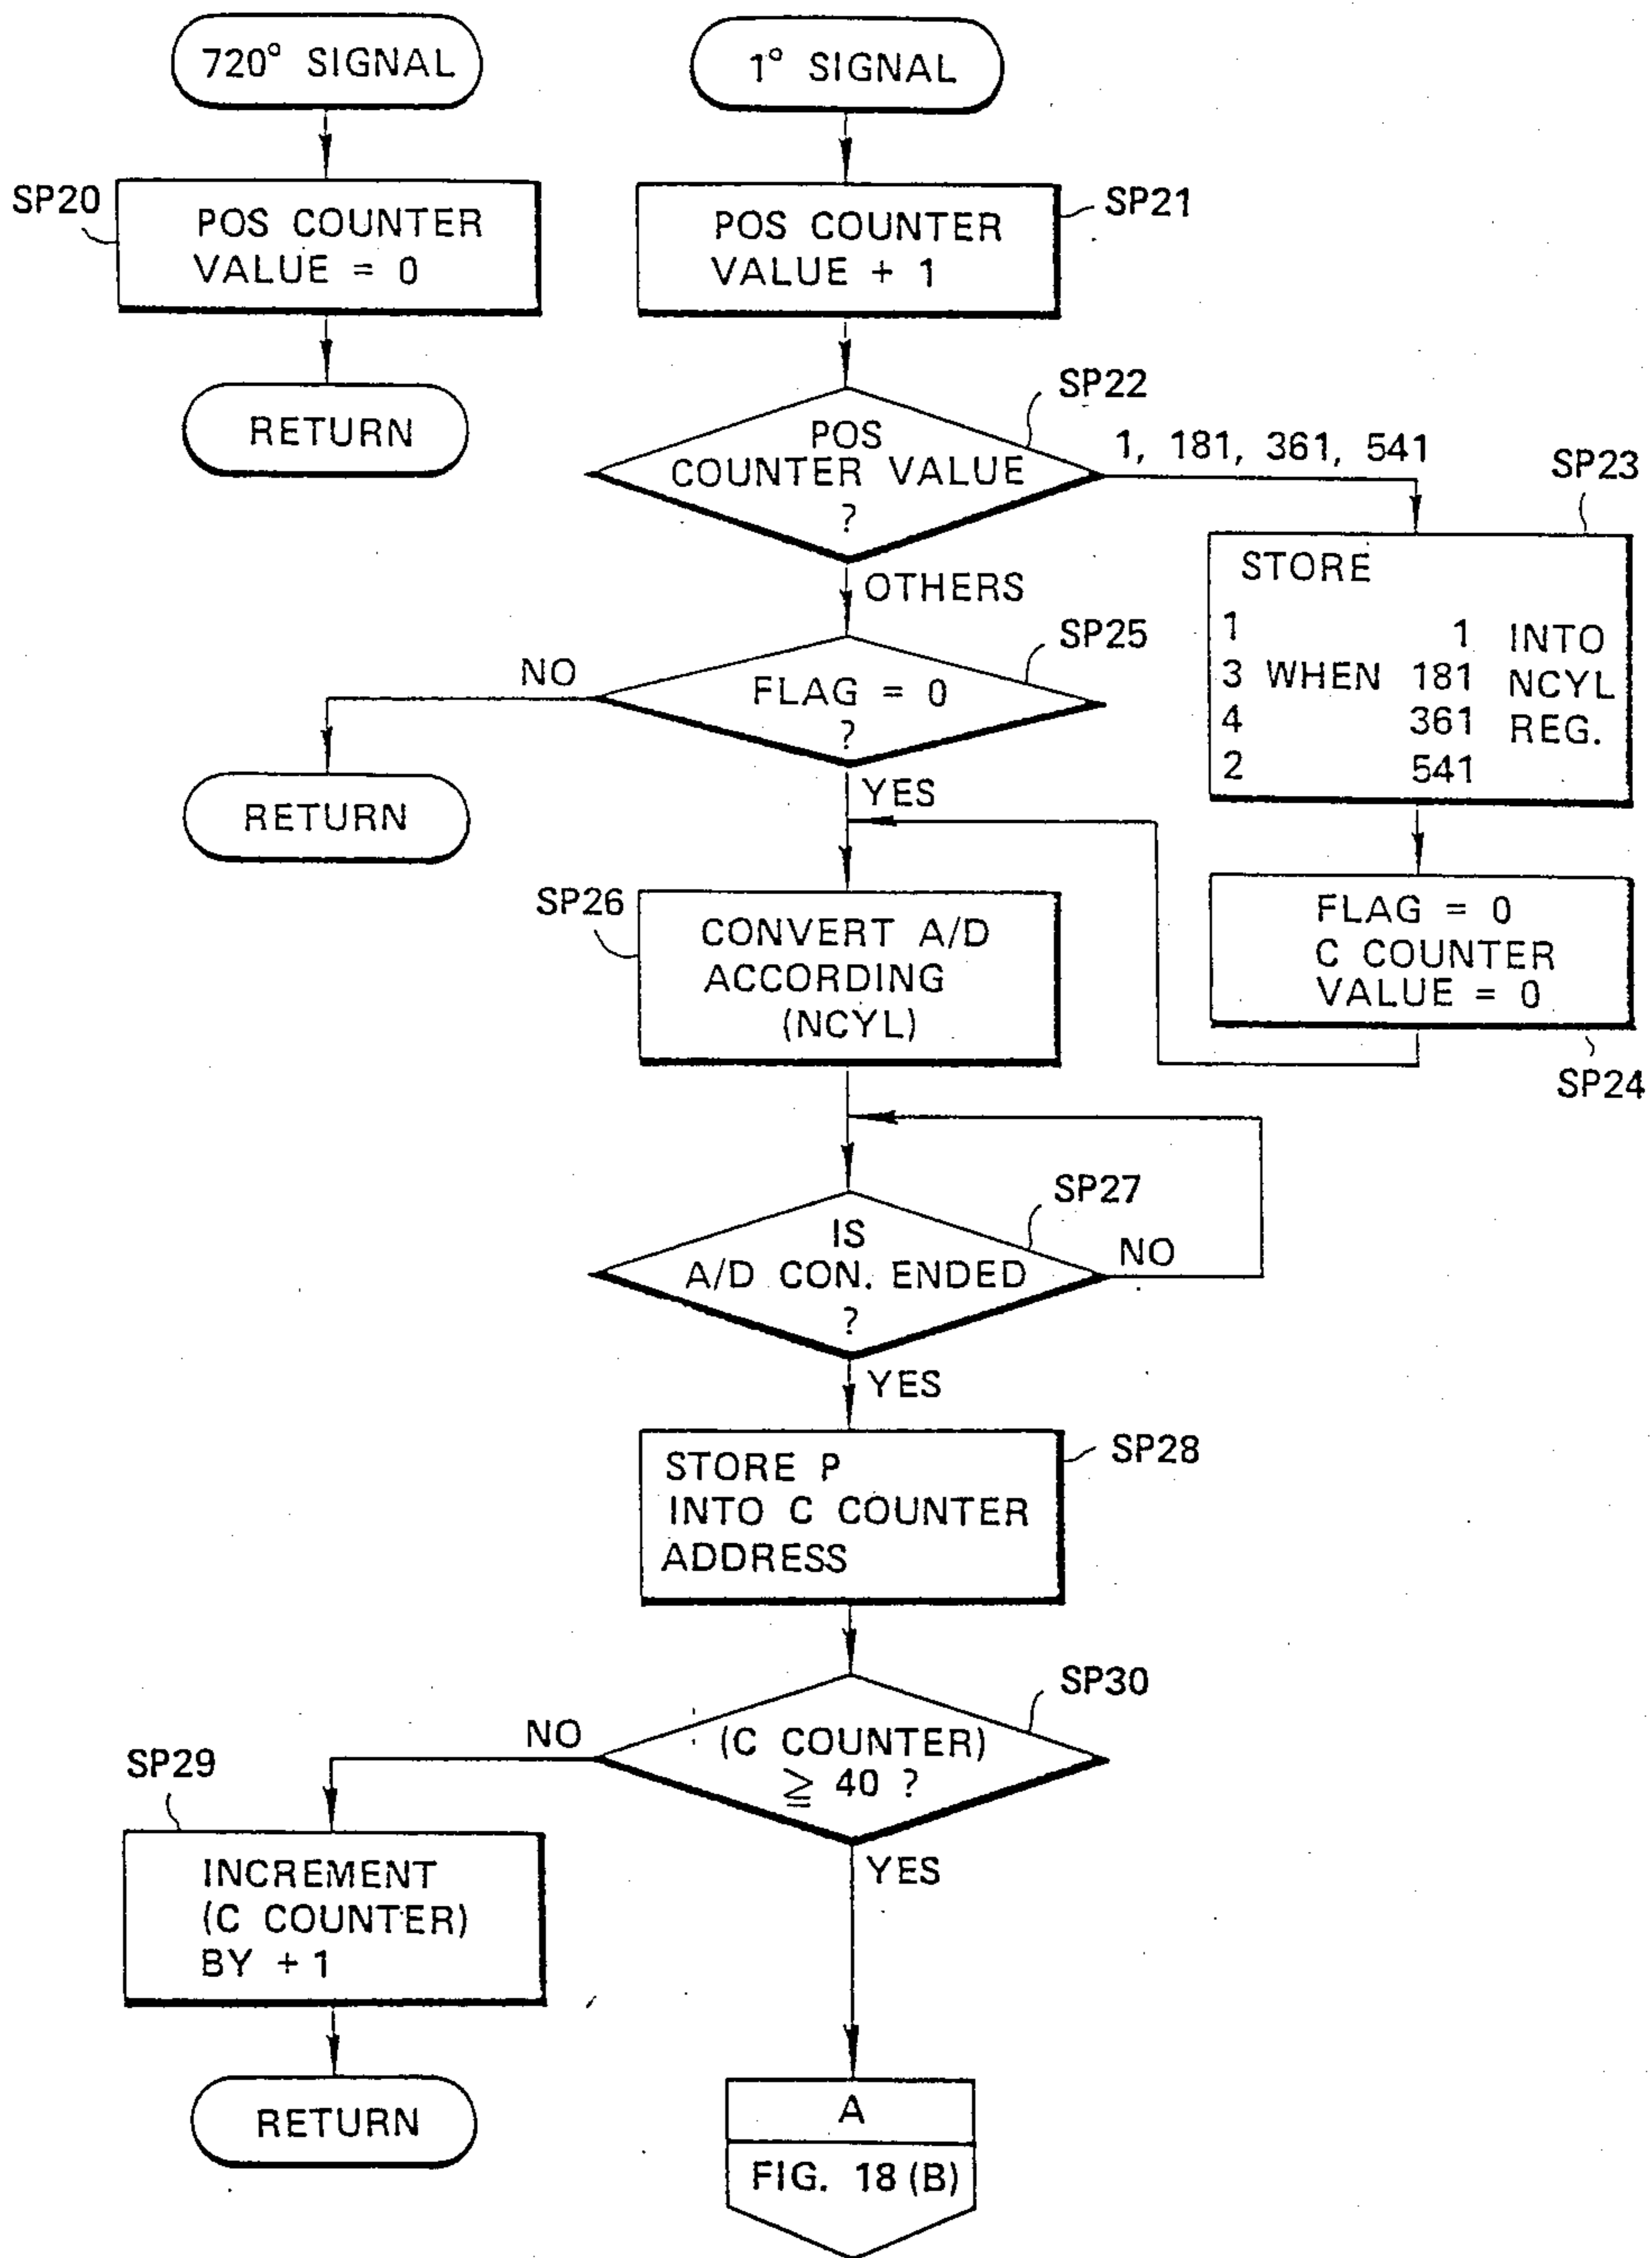 720° SIGNAL
SP20
POS COUNTER
VALUE = 0
RETURN
1° SIGNAL
SP21
POS COUNTER
VALUE + 1
SP22
POS
COUNTER VALUE
?
1, 181, 361, 541
OTHERS
SP23
STORE
1 1 INTO
3 WHEN 181 NCYL
4 361 REG.
2 541
FLAG = 0
C COUNTER
VALUE = 0
SP24
SP25
FLAG = 0
?
NO
RETURN
YES
SP26
CONVERT A/D
ACCORDING
(NCYL)
SP27
IS
A/D CON. ENDED
?
NO
YES
SP28
STORE P
INTO C COUNTER
ADDRESS
SP30
(C COUNTER)
≧ 40 ?
NO
SP29
INCREMENT
(C COUNTER)
BY + 1
RETURN
YES
A
FIG. 18 (B)